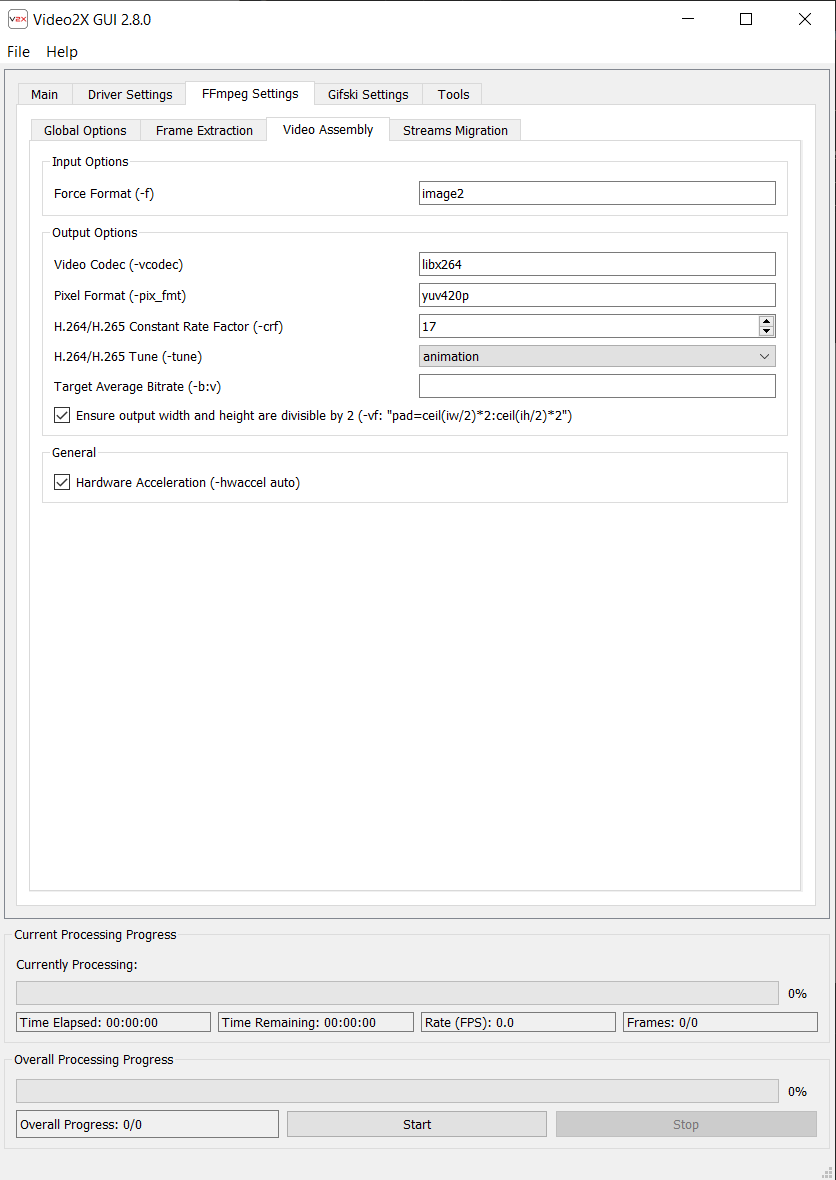 V2X Video2X GUI 2.8.0
File Help
Main Driver Settings FFmpeg Settings Gifski Settings Tools
Global Options Frame Extraction Video Assembly Streams Migration
Input Options
Force Format (-f) image2
Output Options
Video Codec (-vcodec) libx264
Pixel Format (-pix_fmt) yuv420p
H.264/H.265 Constant Rate Factor (-crf) 17
H.264/H.265 Tune (-tune) animation
Target Average Bitrate (-b:v)
Ensure output width and height are divisible by 2 (-vf: "pad=ceil(iw/2)*2:ceil(ih/2)*2")
General
Hardware Acceleration (-hwaccel auto)
Current Processing Progress
Currently Processing:
0%
Time Elapsed: 00:00:00 Time Remaining: 00:00:00 Rate (FPS): 0.0 Frames: 0/0
Overall Processing Progress
0%
Overall Progress: 0/0 Start Stop